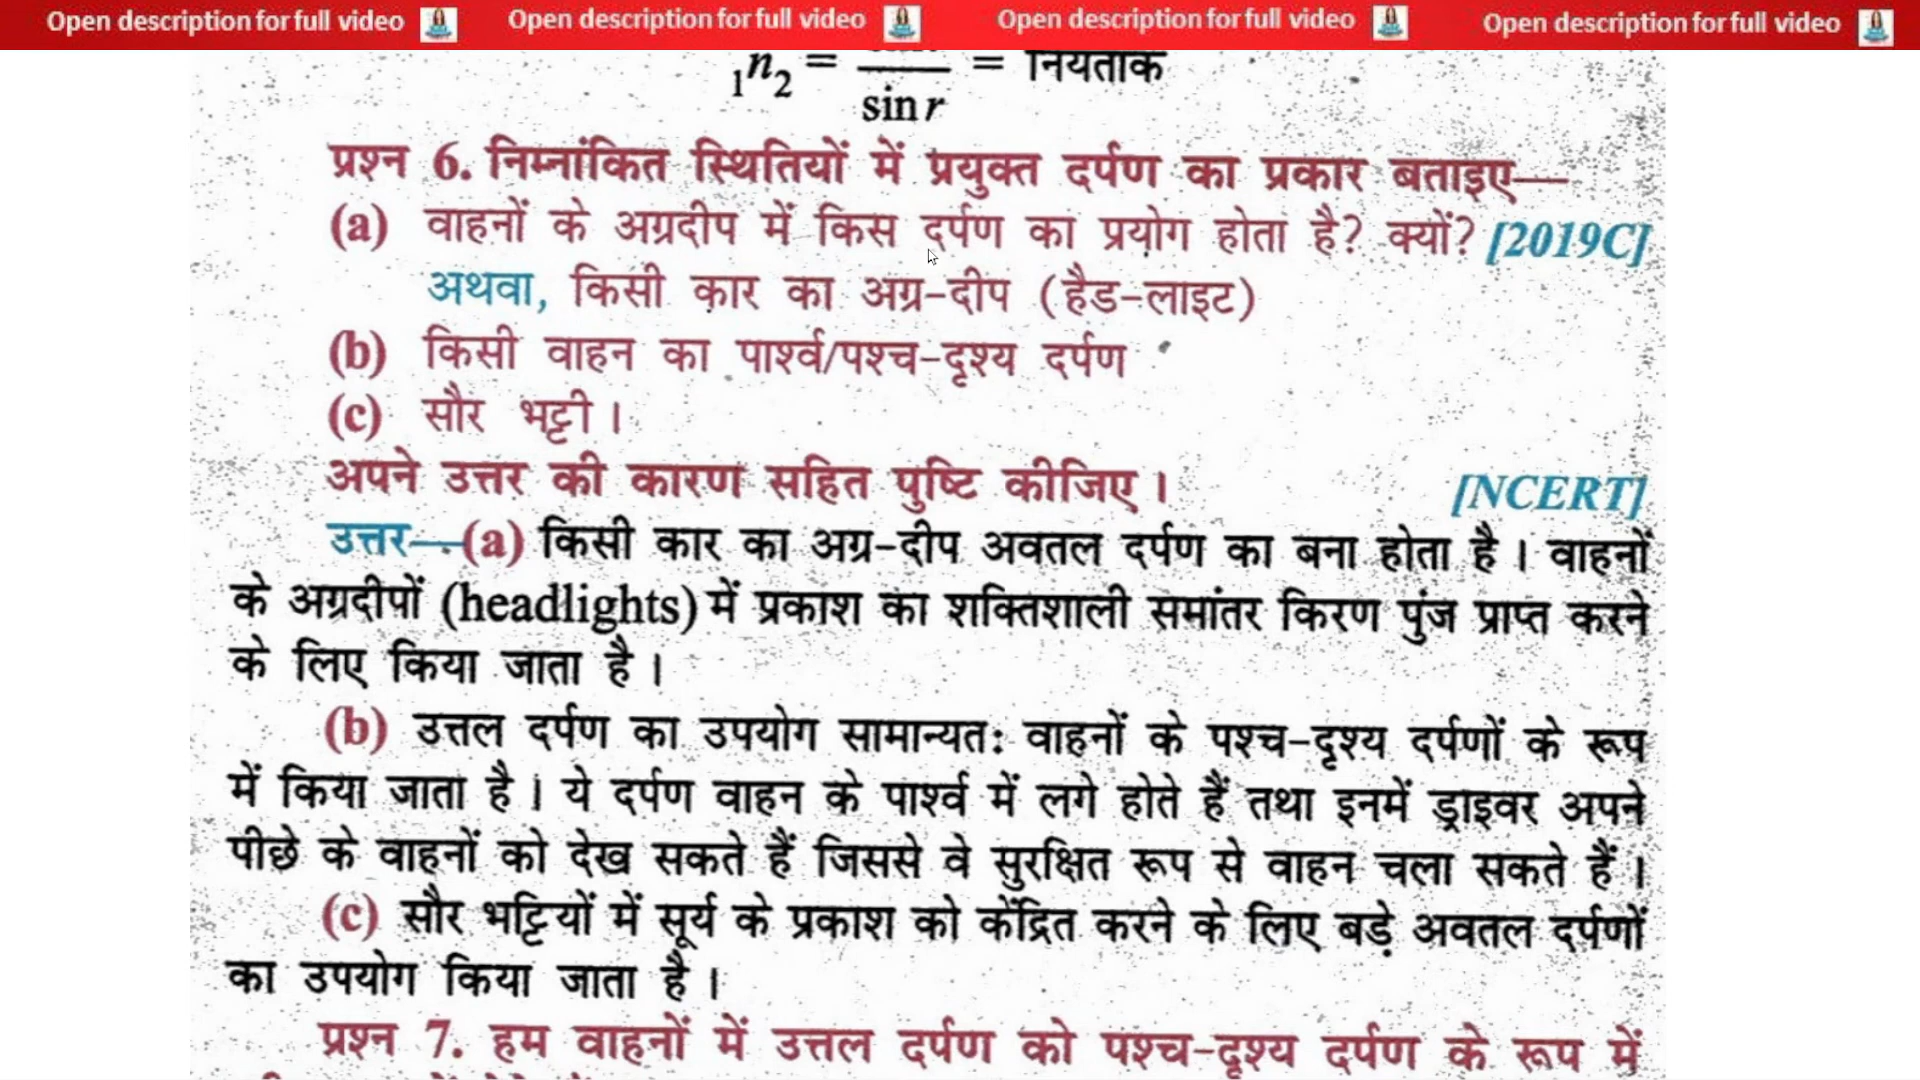 Open description for full video Open description for full video Open description for full video Open description for full video
₁n₂ = ―― = नियतांक
sin r
प्रश्न 6. निम्नांकित स्थितियों में प्रयुक्त दर्पण का प्रकार बताइए—
(a) वाहनों के अग्रदीप में किस दर्पण का प्रयोग होता है? क्यों? [2019C]
अथवा, किसी कार का अग्र-दीप (हैड-लाइट)
(b) किसी वाहन का पार्श्व/पश्च-दृश्य दर्पण
(c) सौर भट्टी।
अपने उत्तर की कारण सहित पुष्टि कीजिए। [NCERT]
उत्तर—(a) किसी कार का अग्र-दीप अवतल दर्पण का बना होता है। वाहनों
के अग्रदीपों (headlights) में प्रकाश का शक्तिशाली समांतर किरण पुंज प्राप्त करने
के लिए किया जाता है।
(b) उत्तल दर्पण का उपयोग सामान्यतः वाहनों के पश्च-दृश्य दर्पणों के रूप
में किया जाता है। ये दर्पण वाहन के पार्श्व में लगे होते हैं तथा इनमें ड्राइवर अपने
पीछे के वाहनों को देख सकते हैं जिससे वे सुरक्षित रूप से वाहन चला सकते हैं।
(c) सौर भट्टियों में सूर्य के प्रकाश को केंद्रित करने के लिए बड़े अवतल दर्पणों
का उपयोग किया जाता है।
प्रश्न 7. हम वाहनों में उत्तल दर्पण को पश्च-दृश्य दर्पण के रूप में